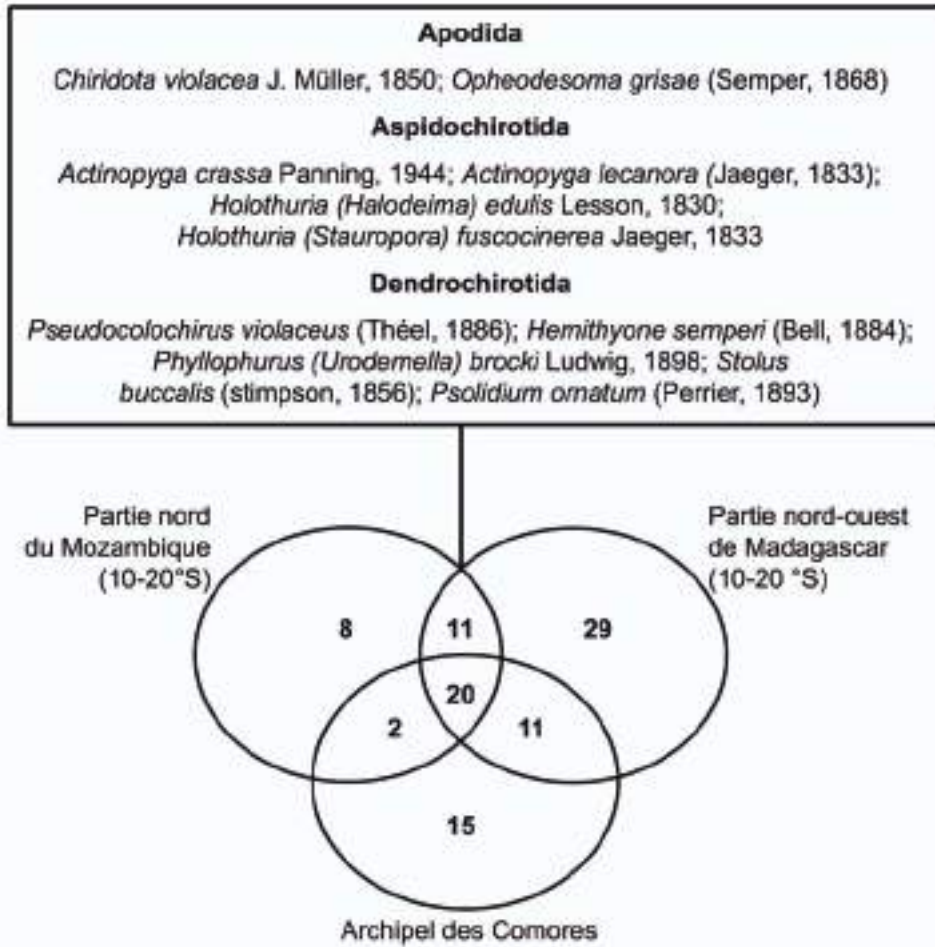 Apodida
Chiridota violacea J. Müller, 1850; Opheodesoma grisae (Semper, 1868)
Aspidochirotida
Actinopyga crassa Panning, 1944; Actinopyga lecanora (Jaeger, 1833);
Holothuria (Halodeima) edulis Lesson, 1830;
Holothuria (Stauropora) fuscocinerea Jaeger, 1833
Dendrochirotida
Pseudocolochirus violaceus (Théel, 1886); Hemithyone semperi (Bell, 1884);
Phyllophurus (Urodemella) brocki Ludwig, 1898; Stolus
buccalis (stimpson, 1856); Psolidium ornatum (Perrier, 1893)
Partie nord
du Mozambique
(10-20°S)
Partie nord-ouest
de Madagascar
(10-20 °S)
8
11
29
20
2
11
15
Archipel des Comores